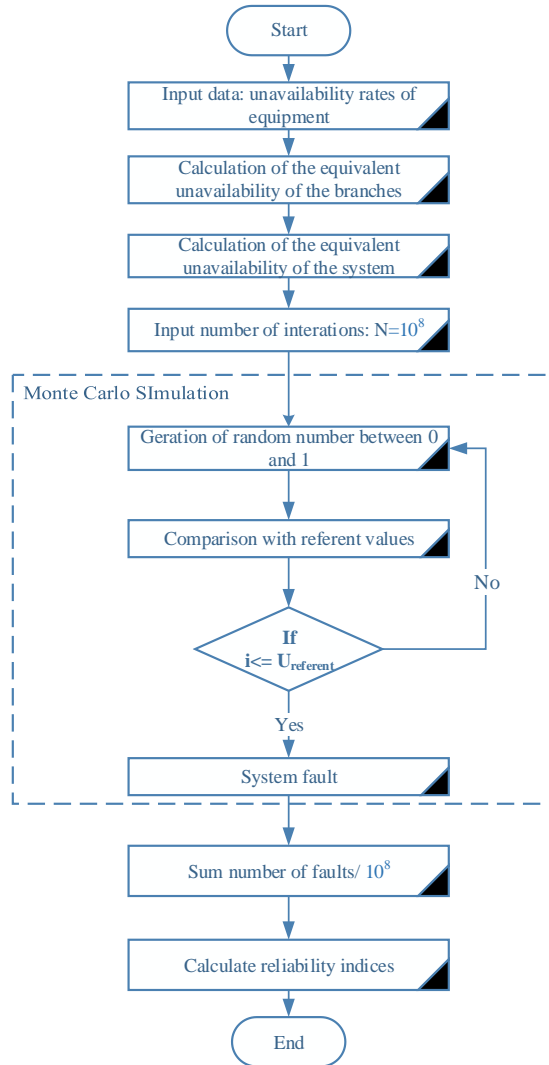 Start
Input data: unavailability rates of
equipment
Calculation of the equivalent
unavailability of the branches
Calculation of the equivalent
unavailability of the system
Input number of interations: N=10⁸
Monte Carlo SImulation
Geration of random number between 0
and 1
Comparison with referent values
No
If
i<= Ureferent
Yes
System fault
Sum number of faults/ 10⁸
Calculate reliability indices
End